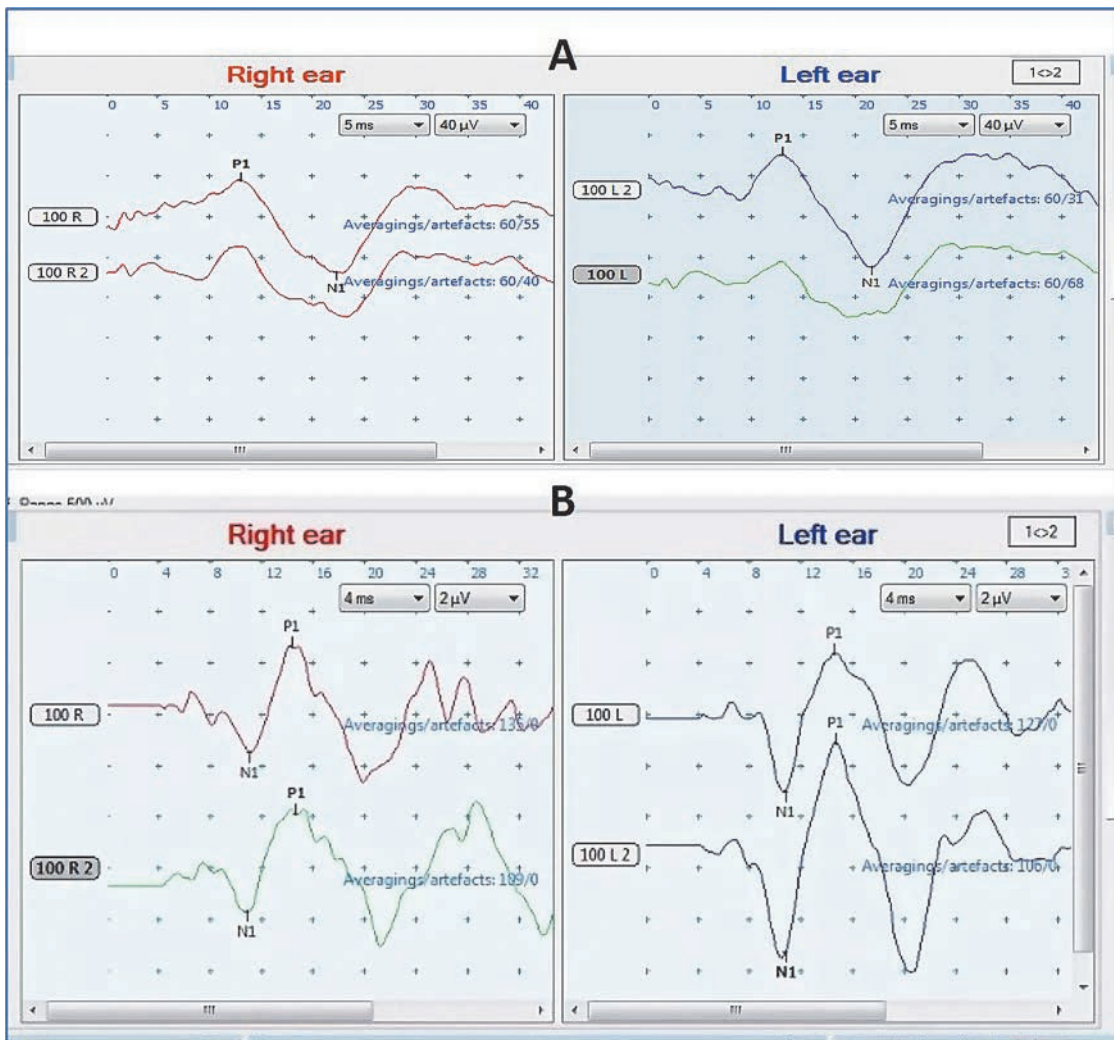 A
Right ear
Left ear
1<>2
0 5 10 15 20 25 30 35 40
5 ms 40 µV
P1
100 R
Averagings/artefacts: 60/55
100 R 2
N1
Averagings/artefacts: 60/40
0 5 10 15 20 25 30 35 40
5 ms 40 µV
P1
100 L 2
Averagings/artefacts: 60/31
100 L
N1
Averagings/artefacts: 60/68
B
Right ear
Left ear
1<>2
0 4 8 12 16 20 24 28 32
4 ms 2 µV
P1
100 R
Averagings/artefacts: 135/0
N1
P1
100 R 2
Averagings/artefacts: 109/0
N1
0 4 8 12 16 20 24 28 3
4 ms 2 µV
P1
100 L
P1
Averagings/artefacts: 127/0
N1
100 L 2
Averagings/artefacts: 106/0
N1